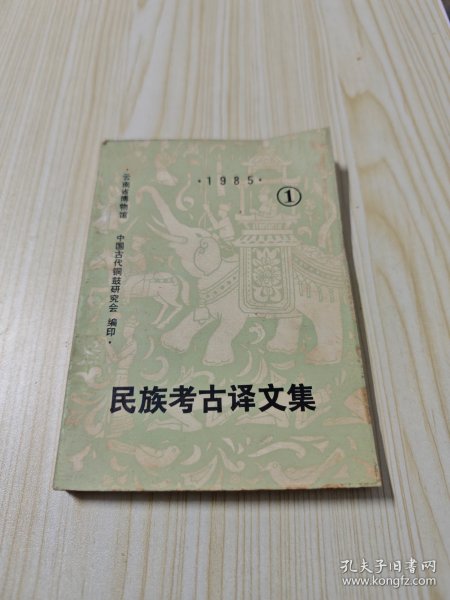 ·1985·
①
·云南省博物馆 中国古代铜鼓研究会 编印·
民族考古译文集
孔夫子旧书网
www.kongfz.com